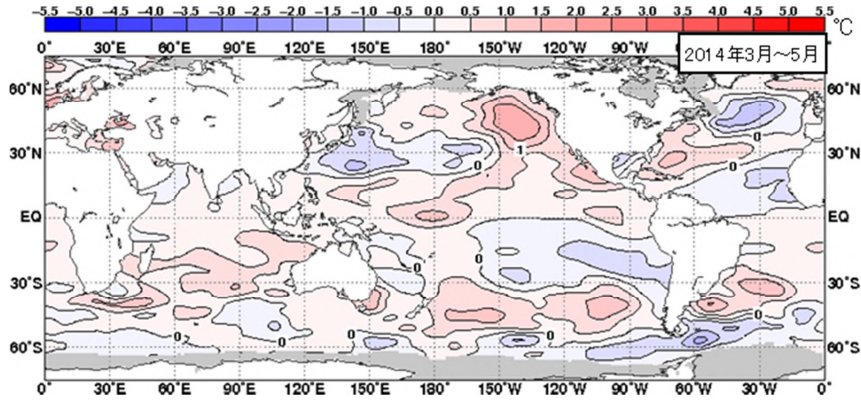 -5.5 -5.0 -4.5 -4.0 -3.5 -3.0 -2.5 -2.0 -1.5 -1.0 -0.5 0.0 0.5 1.0 1.5 2.0 2.5 3.0 3.5 4.0 4.5 5.0 5.5
℃
0° 30°E 60°E 90°E 120°E 150°E 180° 150°W 120°W 90°W
2014年3月～5月
60°N 60°N
0
30°N 1 0 0 30°N
EQ EQ
0 0
30°S 30°S
0
0 0 0 0
60°S 60°S
0° 30°E 60°E 90°E 120°E 150°E 180° 150°W 120°W 90°W 60°W 30°W 0°